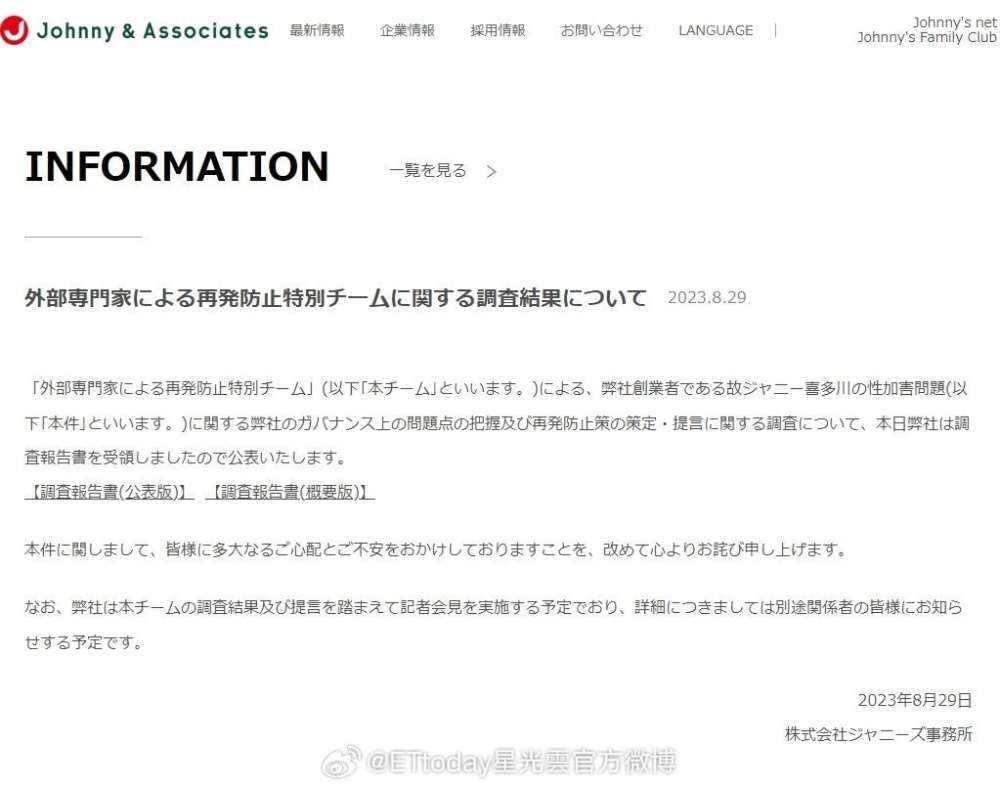 Johnny & Associates 最新情報 企業情報 採用情報 お問い合わせ LANGUAGE | Johnny's net
Johnny's Family Club
INFORMATION 一覧を見る >
外部専門家による再発防止特別チームに関する調査結果について 2023.8.29
「外部専門家による再発防止特別チーム」(以下「本チーム」といいます。)による、弊社創業者である故ジャニー喜多川の性加害問題(以
下「本件」といいます。)に関する弊社のガバナンス上の問題点の把握及び再発防止策の策定・提言に関する調査について、本日弊社は調
査報告書を受領しましたので公表いたします。
【調査報告書(公表版)】 【調査報告書(概要版)】
本件に関しまして、皆様に多大なるご心配とご不安をおかけしておりますことを、改めて心よりお詫び申し上げます。
なお、弊社は本チームの調査結果及び提言を踏まえて記者会見を実施する予定でおり、詳細につきましては別途関係者の皆様にお知ら
せする予定です。
2023年8月29日
株式会社ジャニーズ事務所
@ETtoday星光雲官方微博